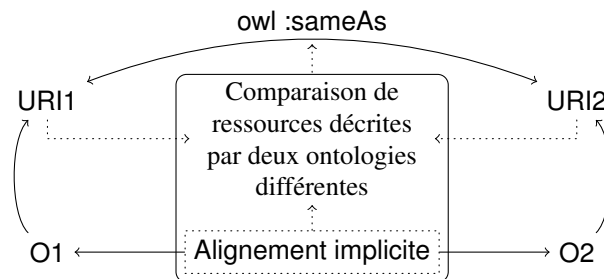 owl :sameAs
URI1
Comparaison de
ressources décrites
par deux ontologies
différentes
URI2
O1
Alignement implicite
O2